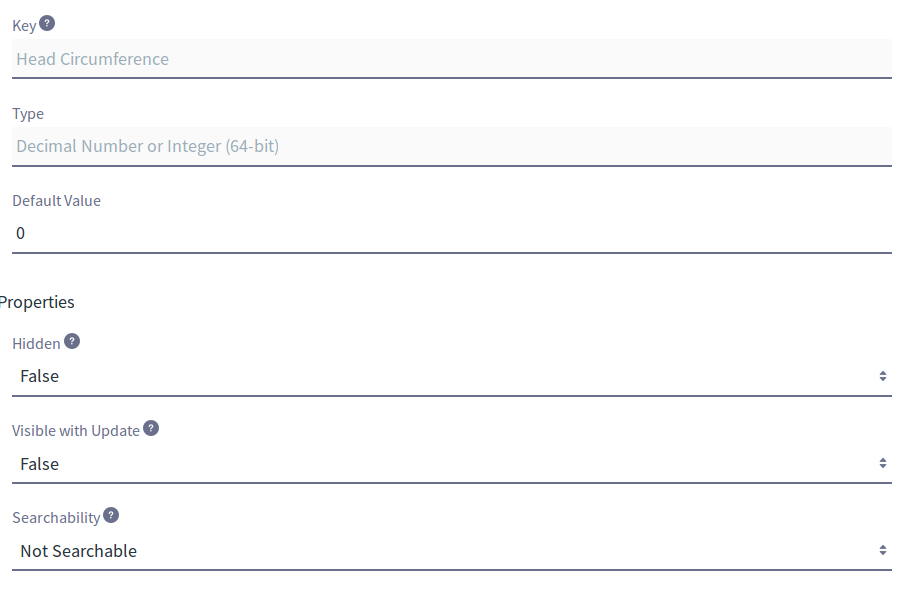 Key ?
Head Circumference
Type
Decimal Number or Integer (64-bit)
Default Value
0
Properties
Hidden ?
False
Visible with Update ?
False
Searchability ?
Not Searchable